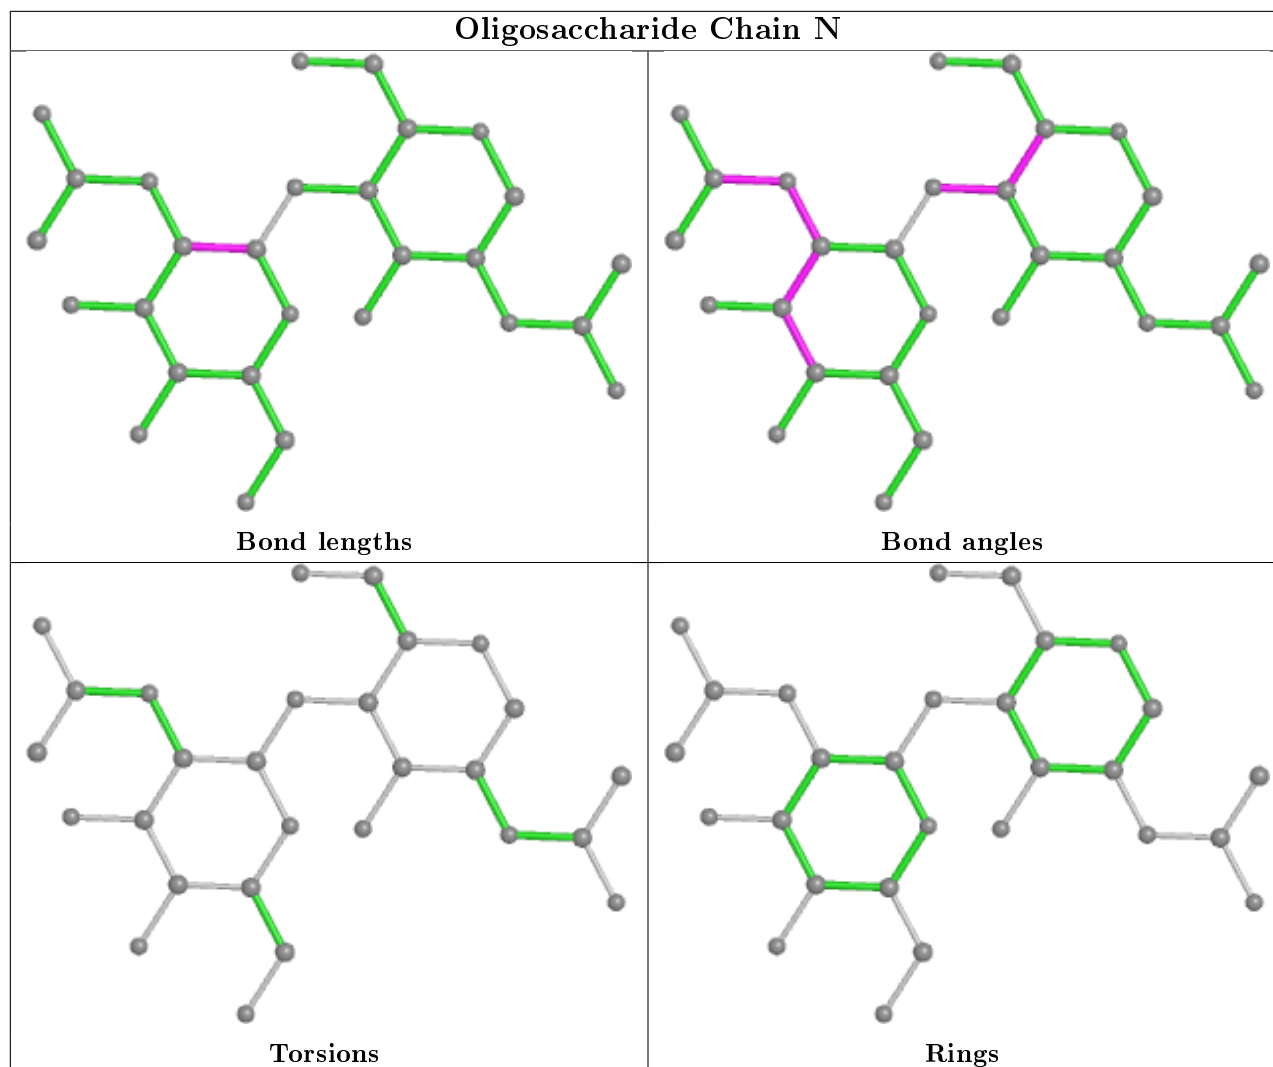 Oligosaccharide Chain N
Bond lengths
Bond angles
Torsions
Rings